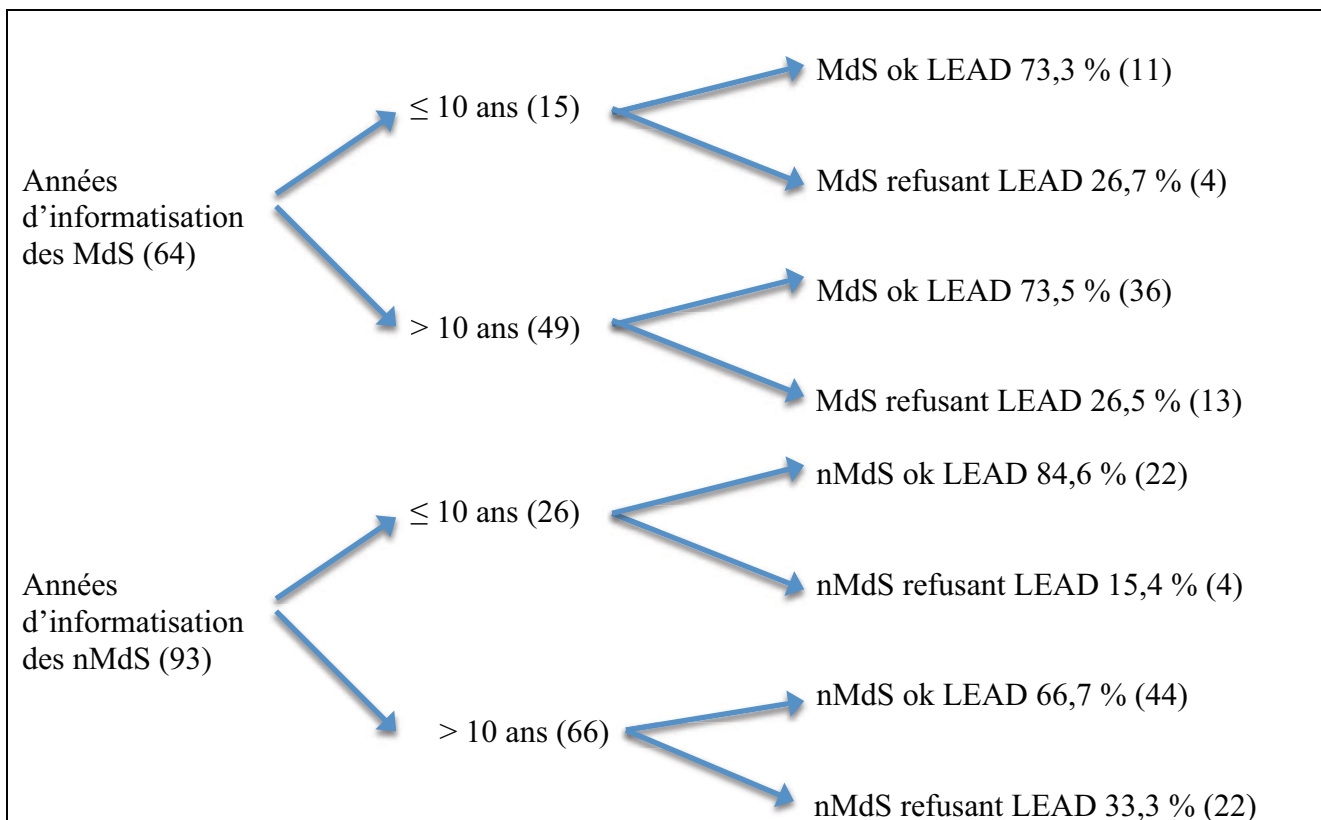 Années
d’informatisation
des MdS (64)
≤ 10 ans (15)
MdS ok LEAD 73,3 % (11)
MdS refusant LEAD 26,7 % (4)
> 10 ans (49)
MdS ok LEAD 73,5 % (36)
MdS refusant LEAD 26,5 % (13)
Années
d’informatisation
des nMdS (93)
≤ 10 ans (26)
nMdS ok LEAD 84,6 % (22)
nMdS refusant LEAD 15,4 % (4)
> 10 ans (66)
nMdS ok LEAD 66,7 % (44)
nMdS refusant LEAD 33,3 % (22)